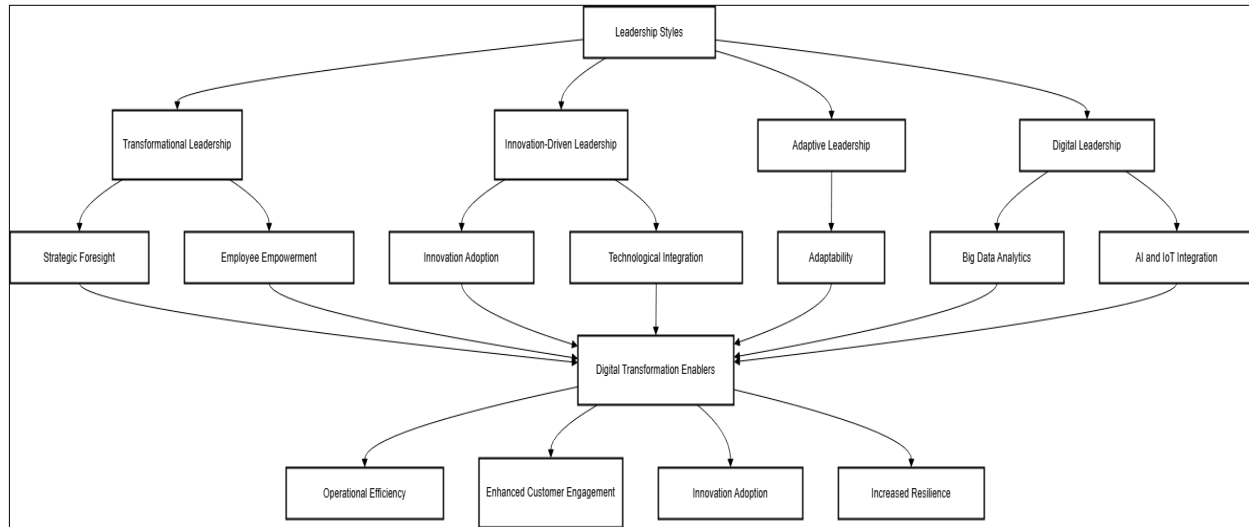 Leadership Styles
Transformational Leadership
Innovation-Driven Leadership
Adaptive Leadership
Digital Leadership
Strategic Foresight
Employee Empowerment
Innovation Adoption
Technological Integration
Adaptability
Big Data Analytics
AI and IoT Integration
Digital Transformation Enablers
Operational Efficiency
Enhanced Customer Engagement
Innovation Adoption
Increased Resilience